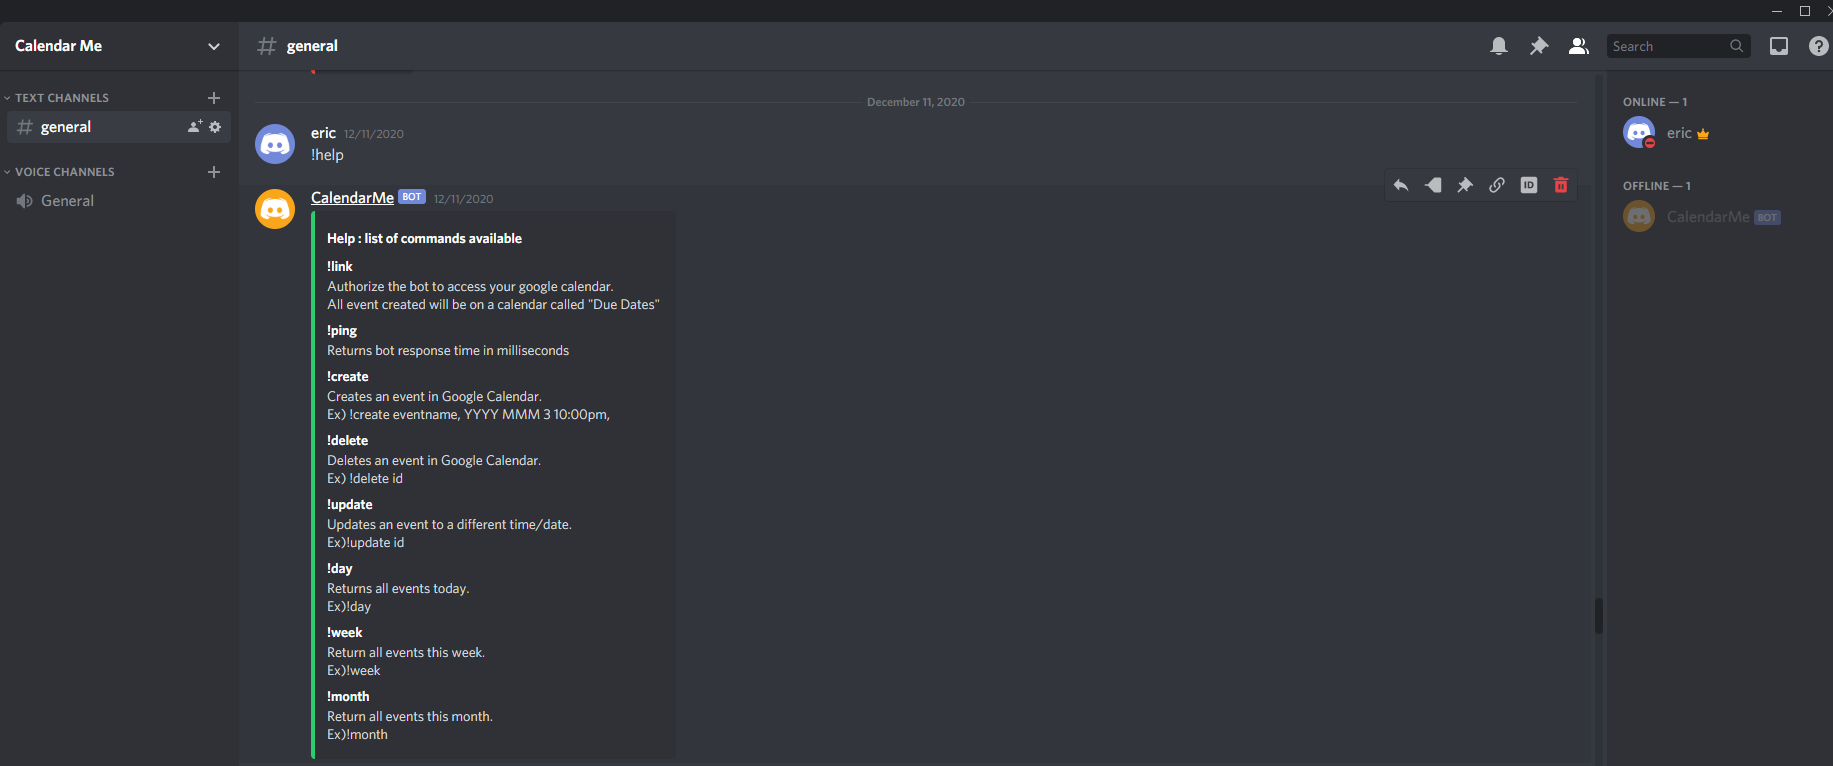 Calendar Me
general
Search
TEXT CHANNELS
general
VOICE CHANNELS
General
December 11, 2020
eric 12/11/2020
!help
CalendarMe BOT 12/11/2020
ID
Help : list of commands available
!link
Authorize the bot to access your google calendar.
All event created will be on a calendar called "Due Dates"
!ping
Returns bot response time in milliseconds
!create
Creates an event in Google Calendar.
Ex) !create eventname, YYYY MMM 3 10:00pm,
!delete
Deletes an event in Google Calendar.
Ex) !delete id
!update
Updates an event to a different time/date.
Ex)!update id
!day
Returns all events today.
Ex)!day
!week
Return all events this week.
Ex)!week
!month
Return all events this month.
Ex)!month
ONLINE — 1
eric
OFFLINE — 1
CalendarMe BOT